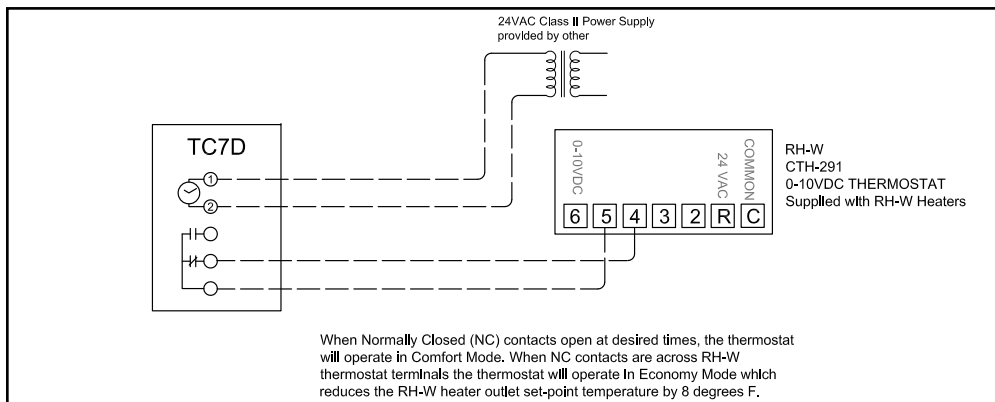 24VAC Class II Power Supply
provided by other
TC7D
1
2
0-10VDC
24 VAC
COMMON
6 5 4 3 2 R C
RH-W
CTH-291
0-10VDC THERMOSTAT
Supplied with RH-W Heaters
When Normally Closed (NC) contacts open at desired times, the thermostat
will operate in Comfort Mode. When NC contacts are across RH-W
thermostat terminals the thermostat will operate in Economy Mode which
reduces the RH-W heater outlet set-point temperature by 8 degrees F.